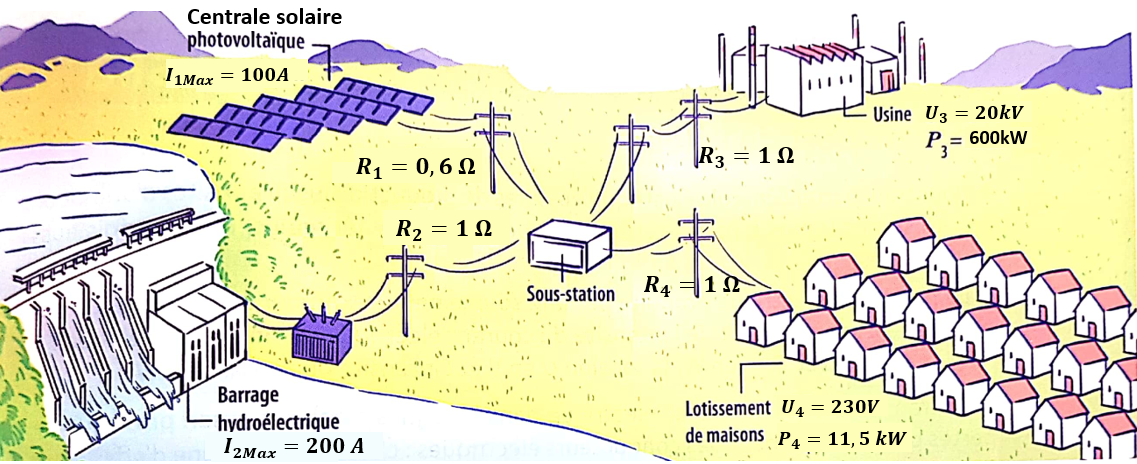 Centrale solaire
photovoltaïque
I1Max = 100A
Usine
U3 = 20kV
P3= 600kW
R1 = 0,6 Ω
R3 = 1 Ω
R2 = 1 Ω
Sous-station
R4 = 1 Ω
Barrage
hydroélectrique
I2Max = 200 A
Lotissement
de maisons
U4 = 230V
P4 = 11,5 kW